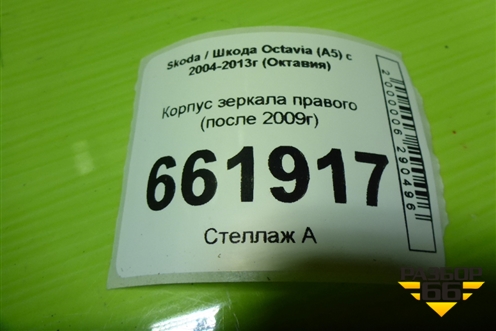 Skoda / Шкода Octavia (A5) с
2004-2013г (Октавия)
Корпус зеркала правого
(после 2009г)
661917
Стеллаж А
2000006290496
РАЗБОР
66